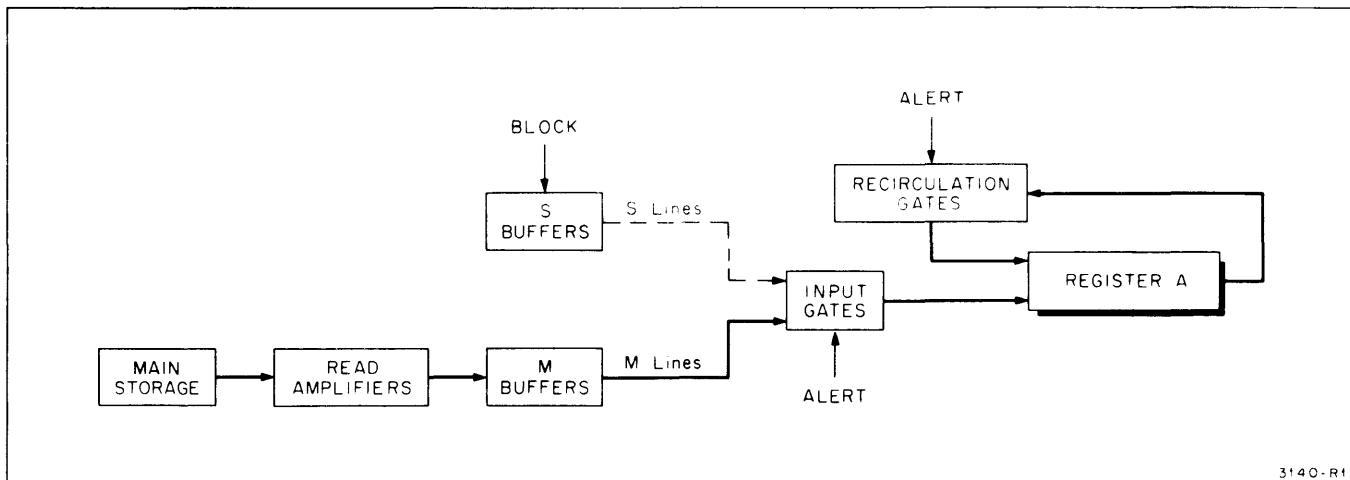 ALERT
BLOCK
RECIRCULATION
GATES
S
BUFFERS
S Lines
REGISTER A
INPUT
GATES
MAIN
STORAGE
READ
AMPLIFIERS
M
BUFFERS
M Lines
ALERT
3140-R1